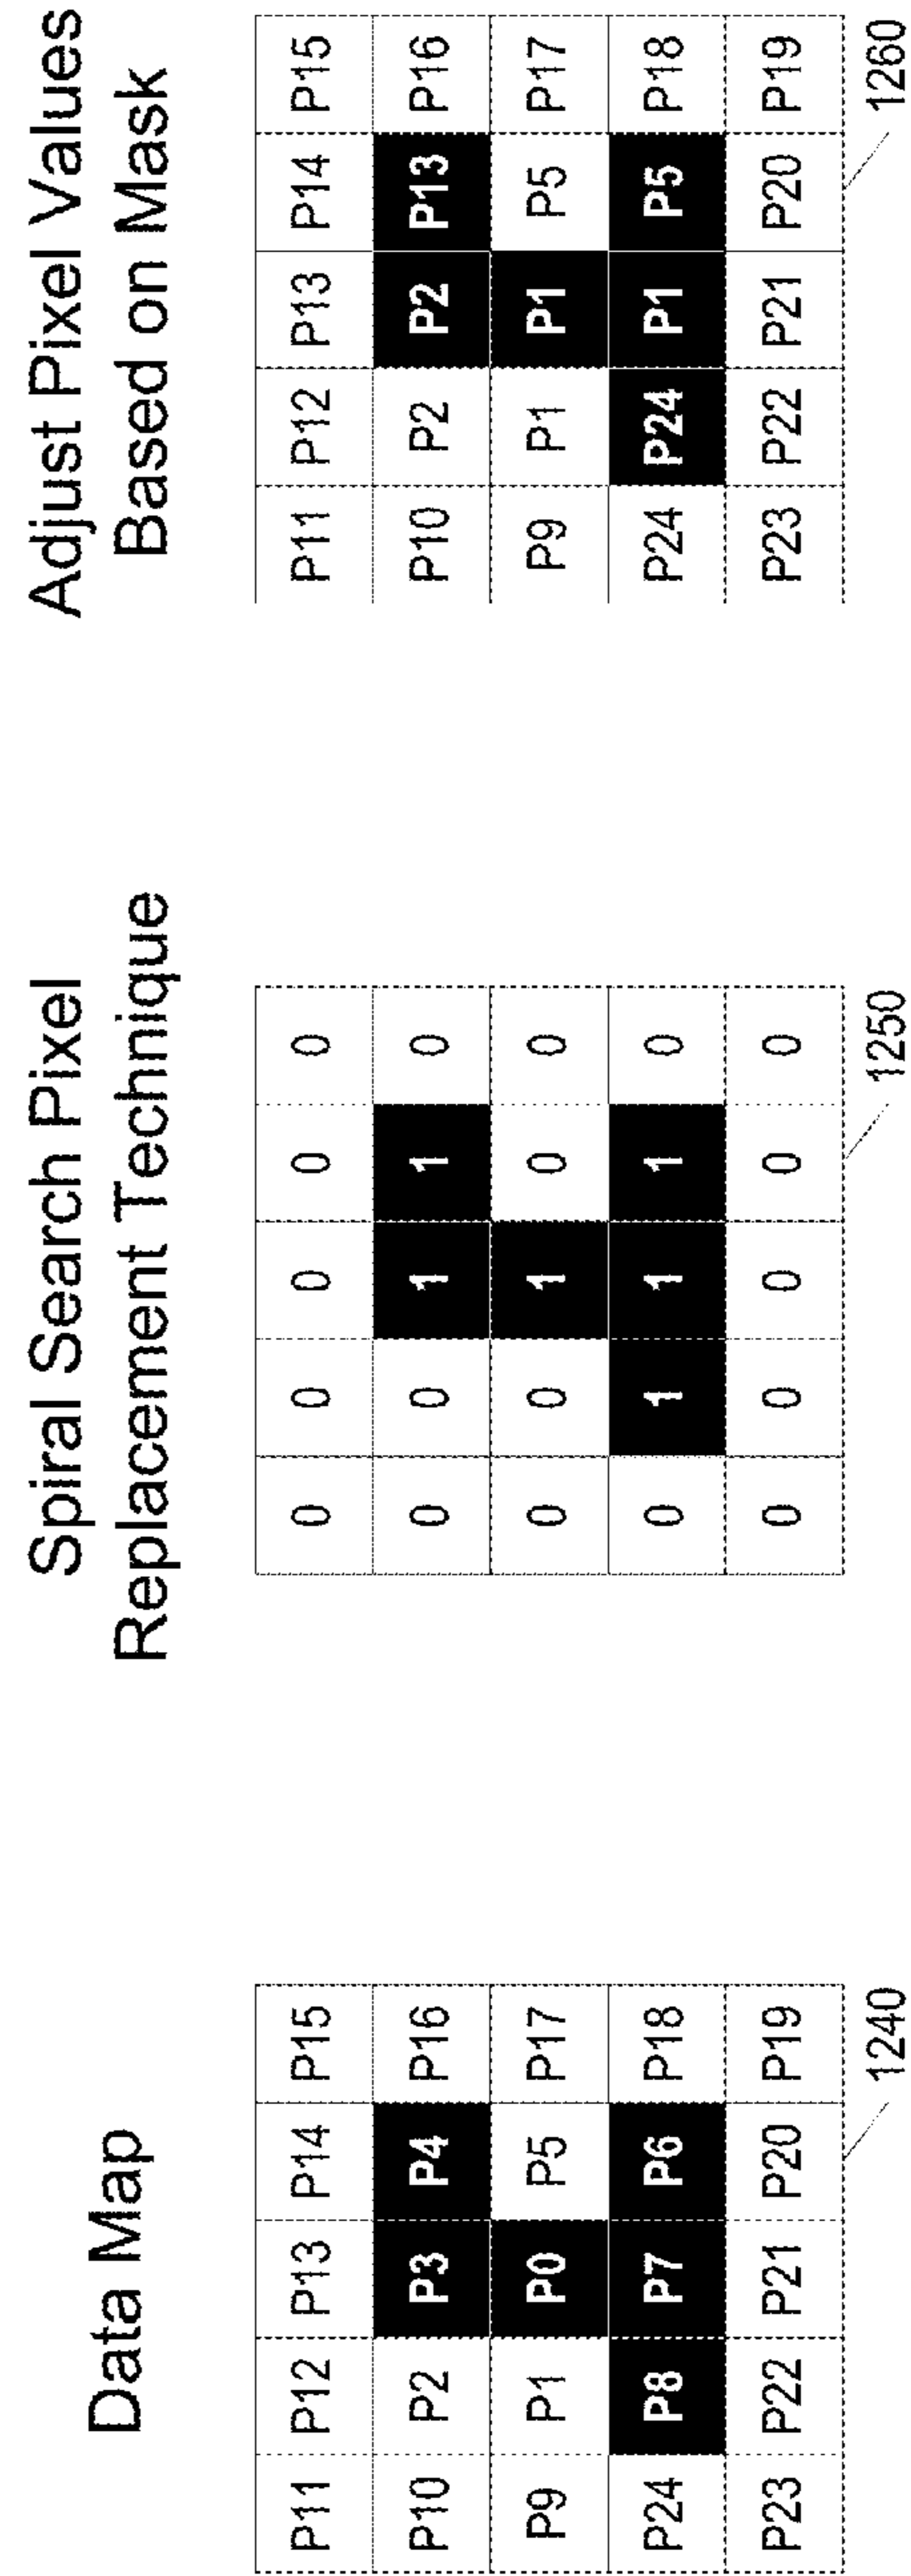 Data Map
P11 P12 P13 P14 P15
P10 P2 P3 P4 P16
P9 P1 P0 P5 P17
P24 P8 P7 P6 P18
P23 P22 P21 P20 P19
1240
Spiral Search Pixel
Replacement Technique
0 0 0 0 0
0 0 1 1 0
0 0 1 0 0
0 1 1 1 0
0 0 0 0 0
1250
Adjust Pixel Values
Based on Mask
P11 P12 P13 P14 P15
P10 P2 P2 P13 P16
P9 P1 P1 P5 P17
P24 P24 P1 P5 P18
P23 P22 P21 P20 P19
1260